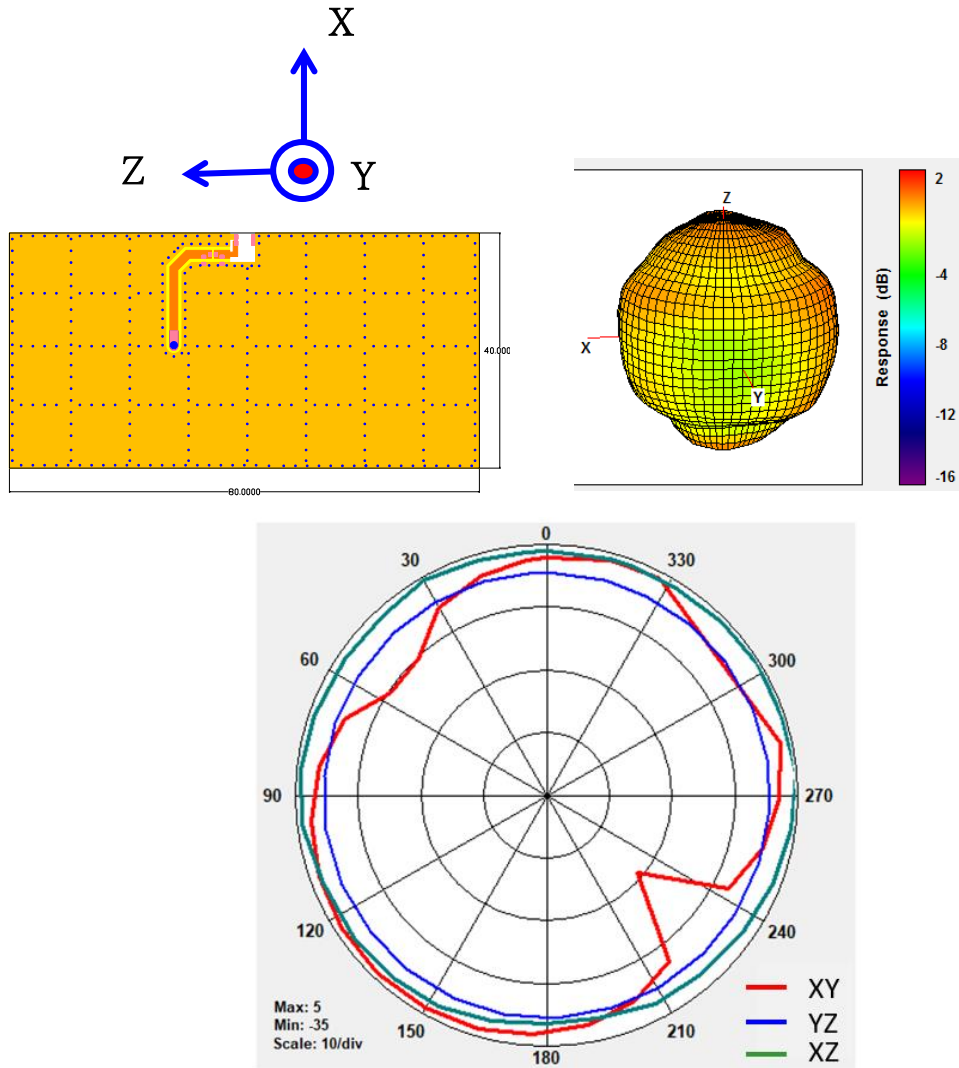 X
Z
Y
40.000
80.0000
Z
X
Y
2
-4
-8
-12
-16
Response (dB)
0
30
330
60
300
90
270
120
240
150
210
180
Max: 5
Min: -35
Scale: 10/div
XY
YZ
XZ